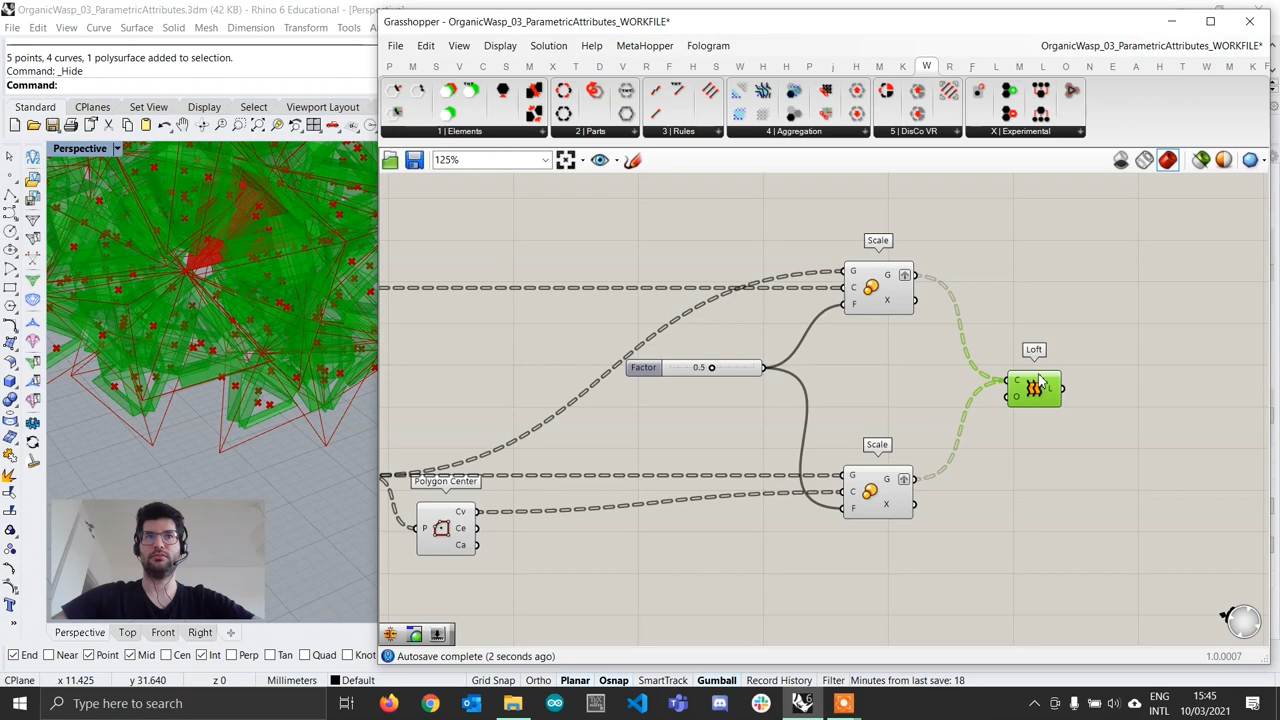 OrganicWasp_03_ParametricAttributes.3dm (42 KB) - Rhino 6 Educational
File Edit View Curve Surface Solid Mesh Dimension Transform Tools
5 points, 4 curves, 1 polysurface added to selection.
Command: _Hide
Command:
Standard CPlanes Set View Display Select Viewport Layout
Perspective
Grasshopper - OrganicWasp_03_ParametricAttributes_WORKFILE*
File Edit View Display Solution Help MetaHopper Fologram
OrganicWasp_03_ParametricAttributes_WORKFILE*
P M S V C S M X T S V P M R F S W W P H H P j H M K W R X F L M L O P A M L F K
1 | Elements
2 | Parts
3 | Rules
4 | Aggregation
5 | DisCo VR
X | Experimental
125%
Scale
G G
C
F X
Factor 0.5
Loft
C L
O
Scale
G G
C
F X
Polygon Center
P Cv
Ce
Ca
Autosave complete (2 seconds ago)
1.0.0007
Perspective Top Front Right
End Near Point Mid Cen Int Perp Tan Quad Knot
CPlane x 11.425 y 31.640 z 0 Millimeters Default Grid Snap Ortho Planar Osnap SmartTrack Gumball Record History Filter Minutes from last save: 18
Type here to search
ENG
INTL
15:45
10/03/2021